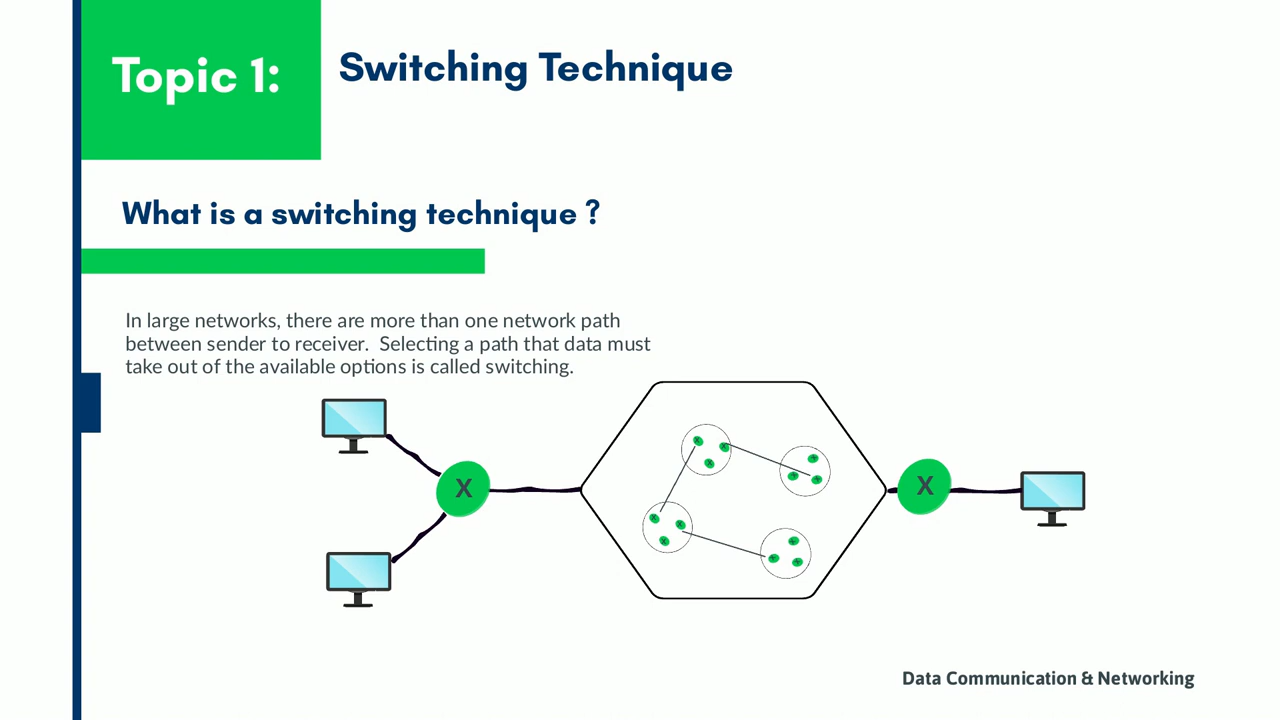 Topic 1:
Switching Technique
What is a switching technique ?
In large networks, there are more than one network path
between sender to receiver.  Selecting a path that data must
take out of the available options is called switching.
X
X
Data Communication & Networking